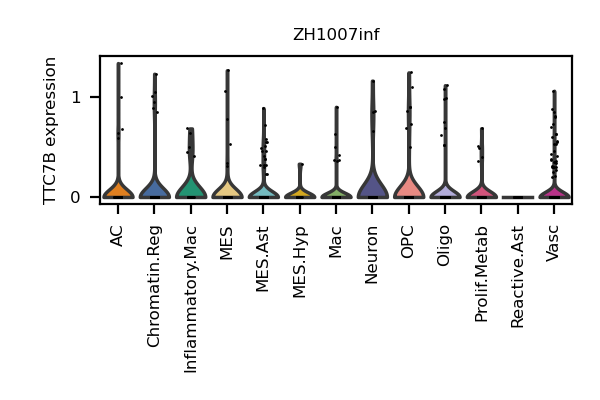 ZH1007inf
TTC7B expression
1
0
AC
Chromatin.Reg
Inflammatory.Mac
MES
MES.Ast
MES.Hyp
Mac
Neuron
OPC
Oligo
Prolif.Metab
Reactive.Ast
Vasc